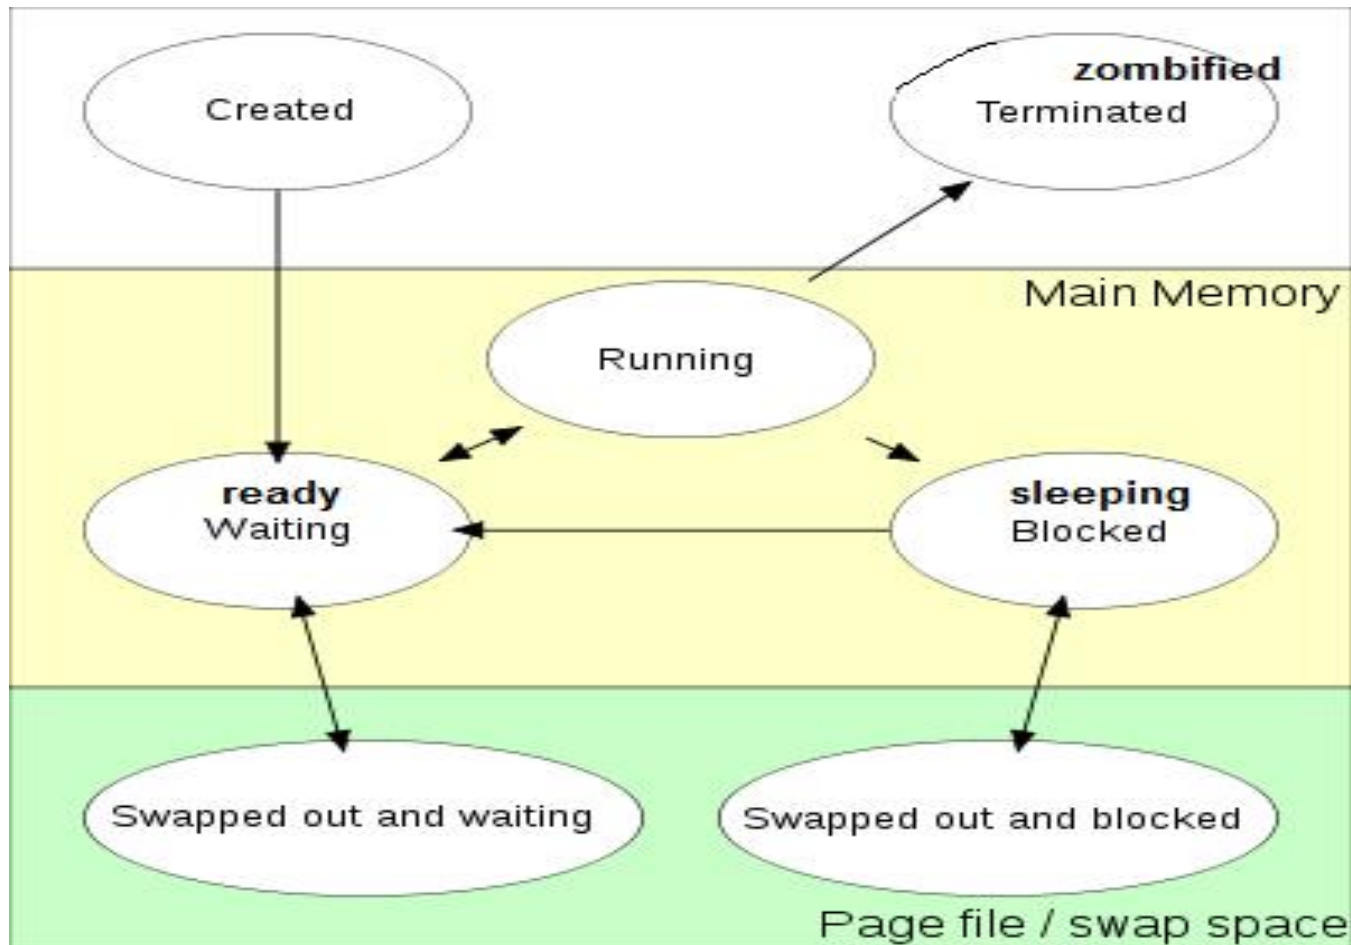 Created
zombified
Terminated
Main Memory
Running
ready
Waiting
sleeping
Blocked
Swapped out and waiting
Swapped out and blocked
Page file / swap space